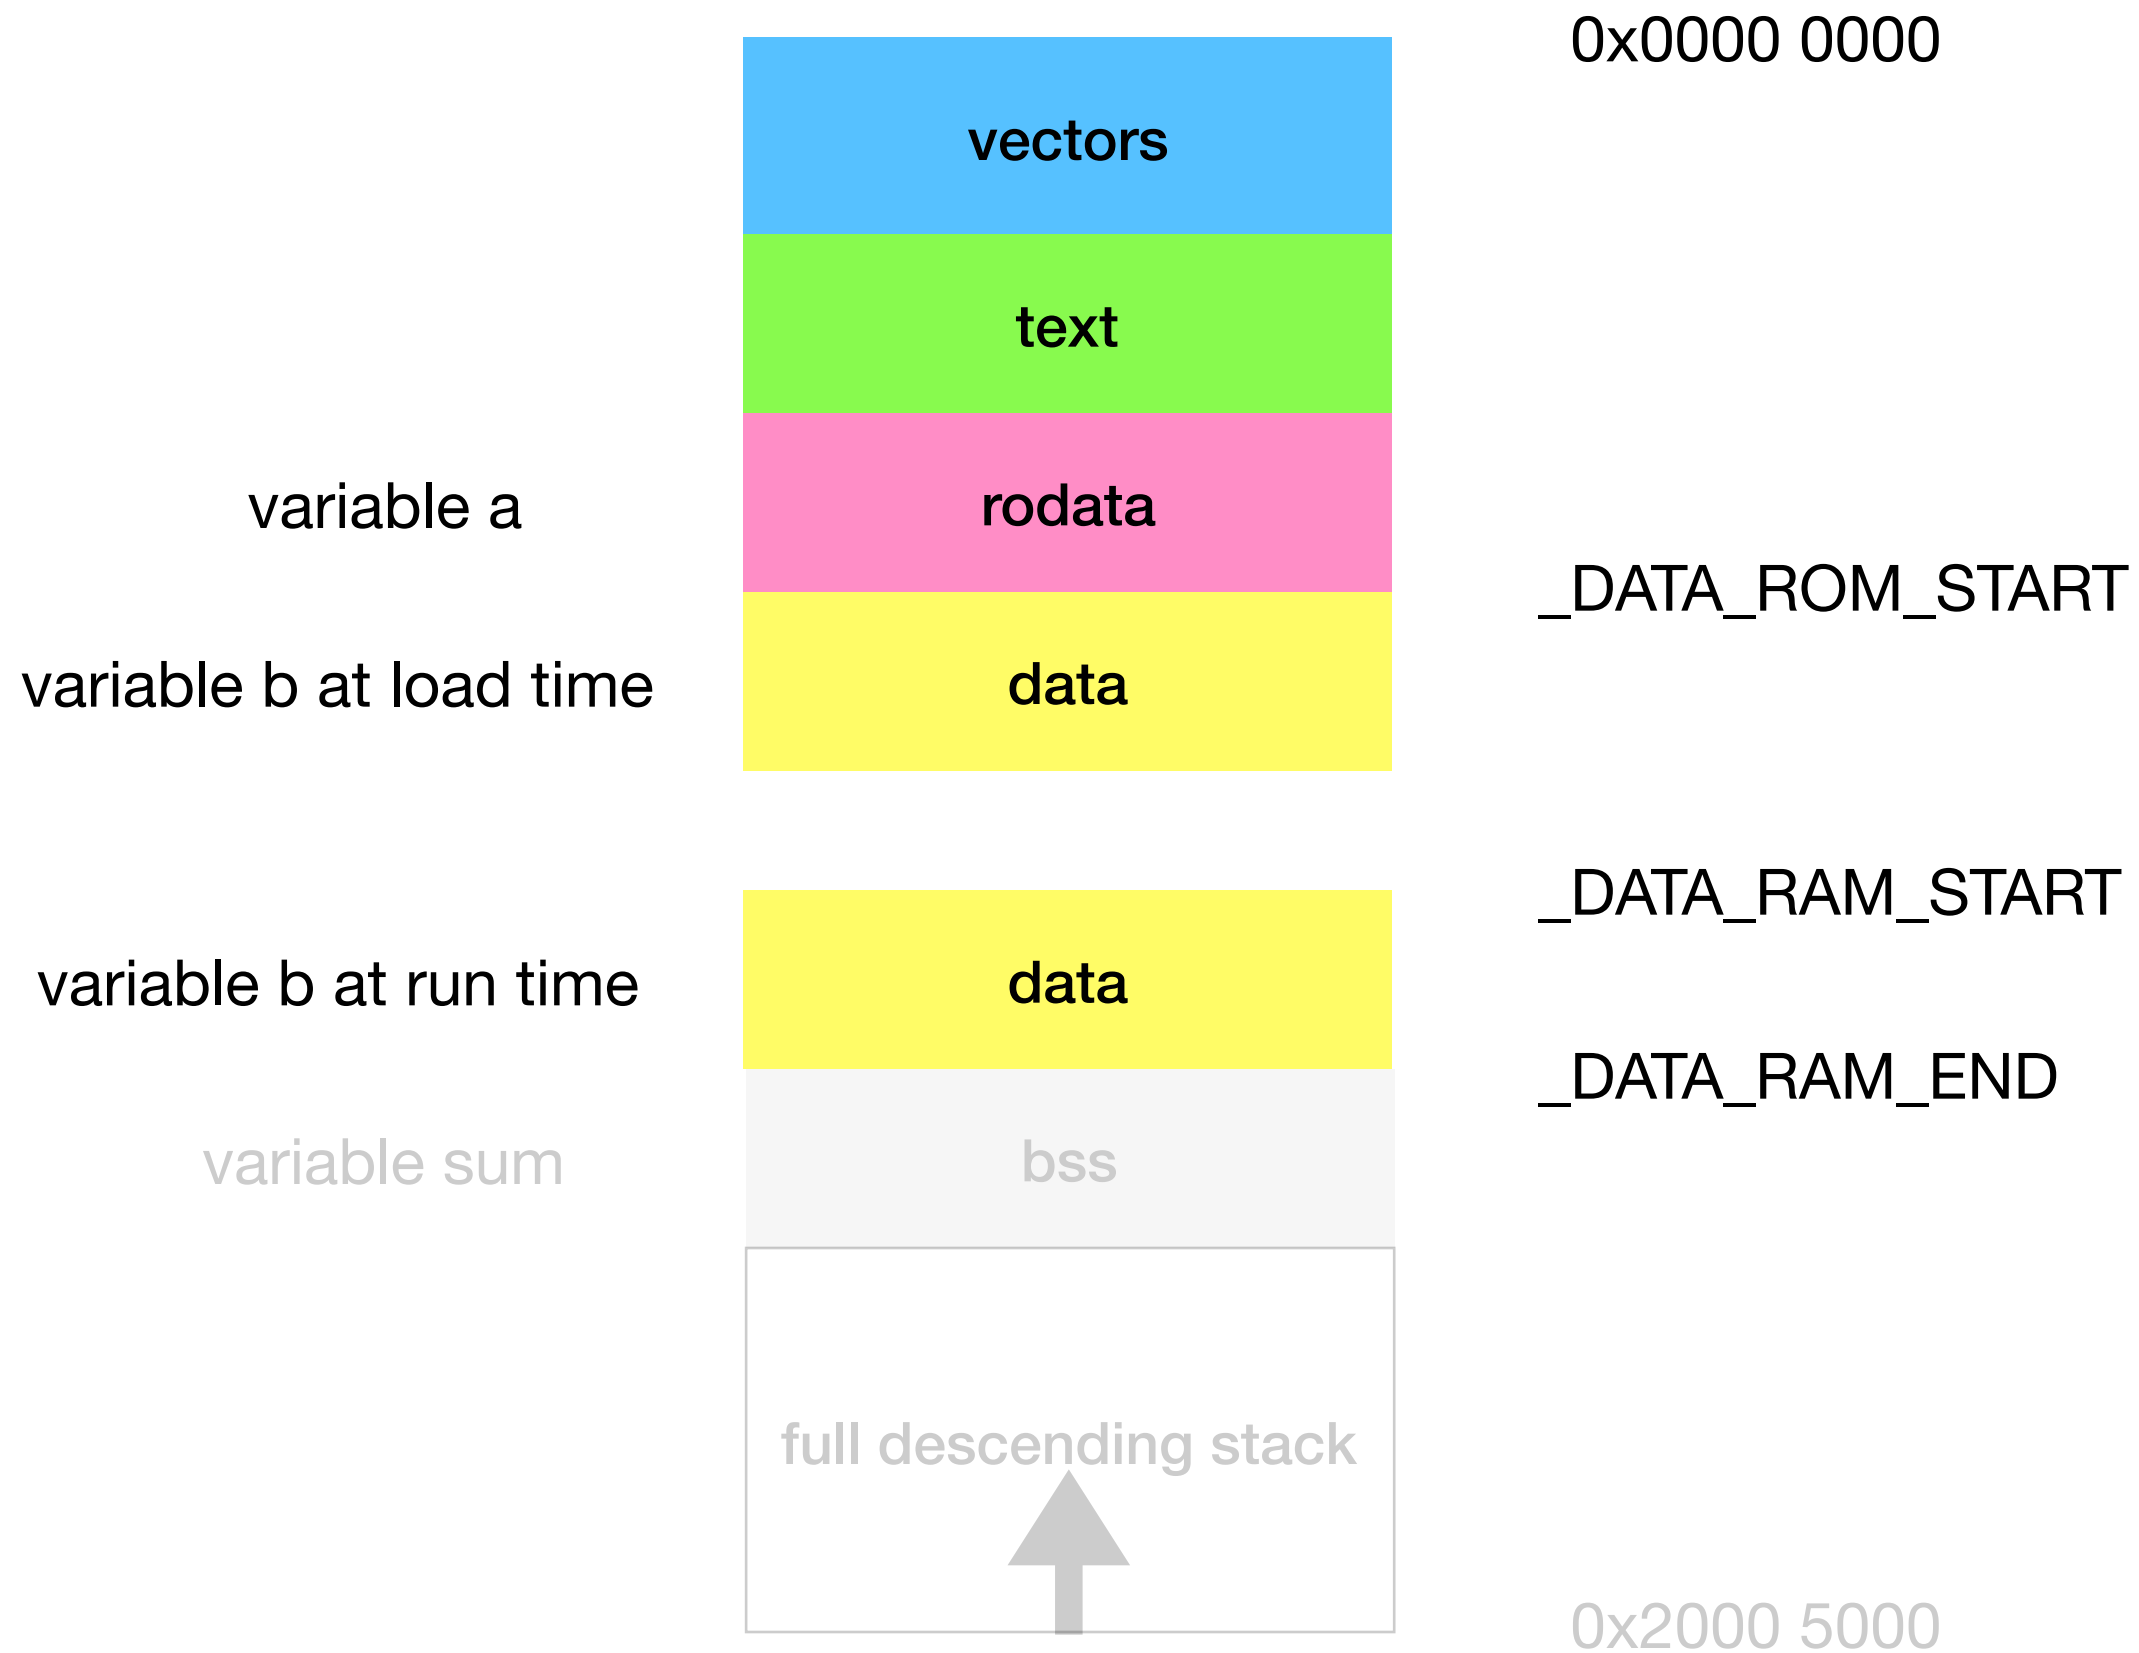 0x0000 0000
vectors
text
variable a
rodata
_DATA_ROM_START
variable b at load time
data
_DATA_RAM_START
variable b at run time
data
_DATA_RAM_END
variable sum
bss
full descending stack
0x2000 5000